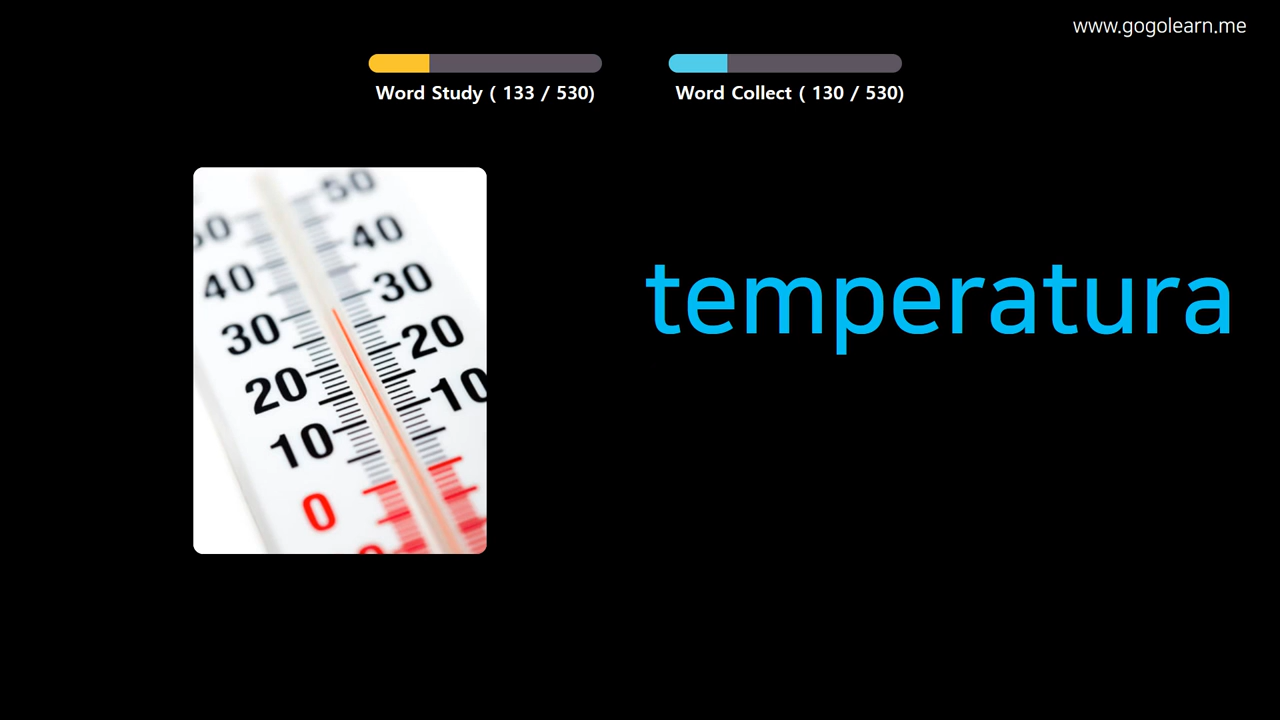 www.gogolearn.me
Word Study ( 133 / 530)
Word Collect ( 130 / 530)
50
40
40
30
30
20
20
10
10
0
temperatura